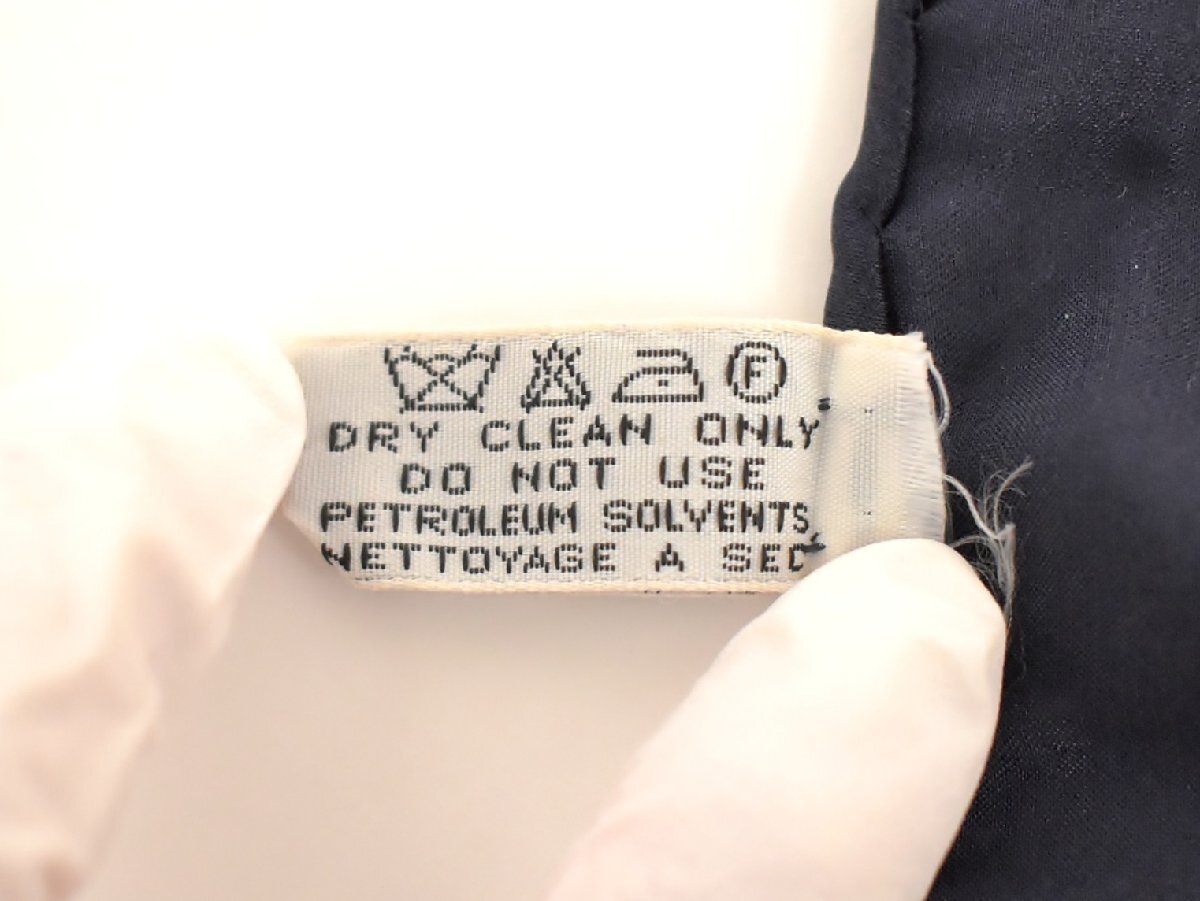 F
DRY CLEAN ONLY
DO NOT USE
PETROLEUM SOLVENTS
NETTOYAGE A SEC